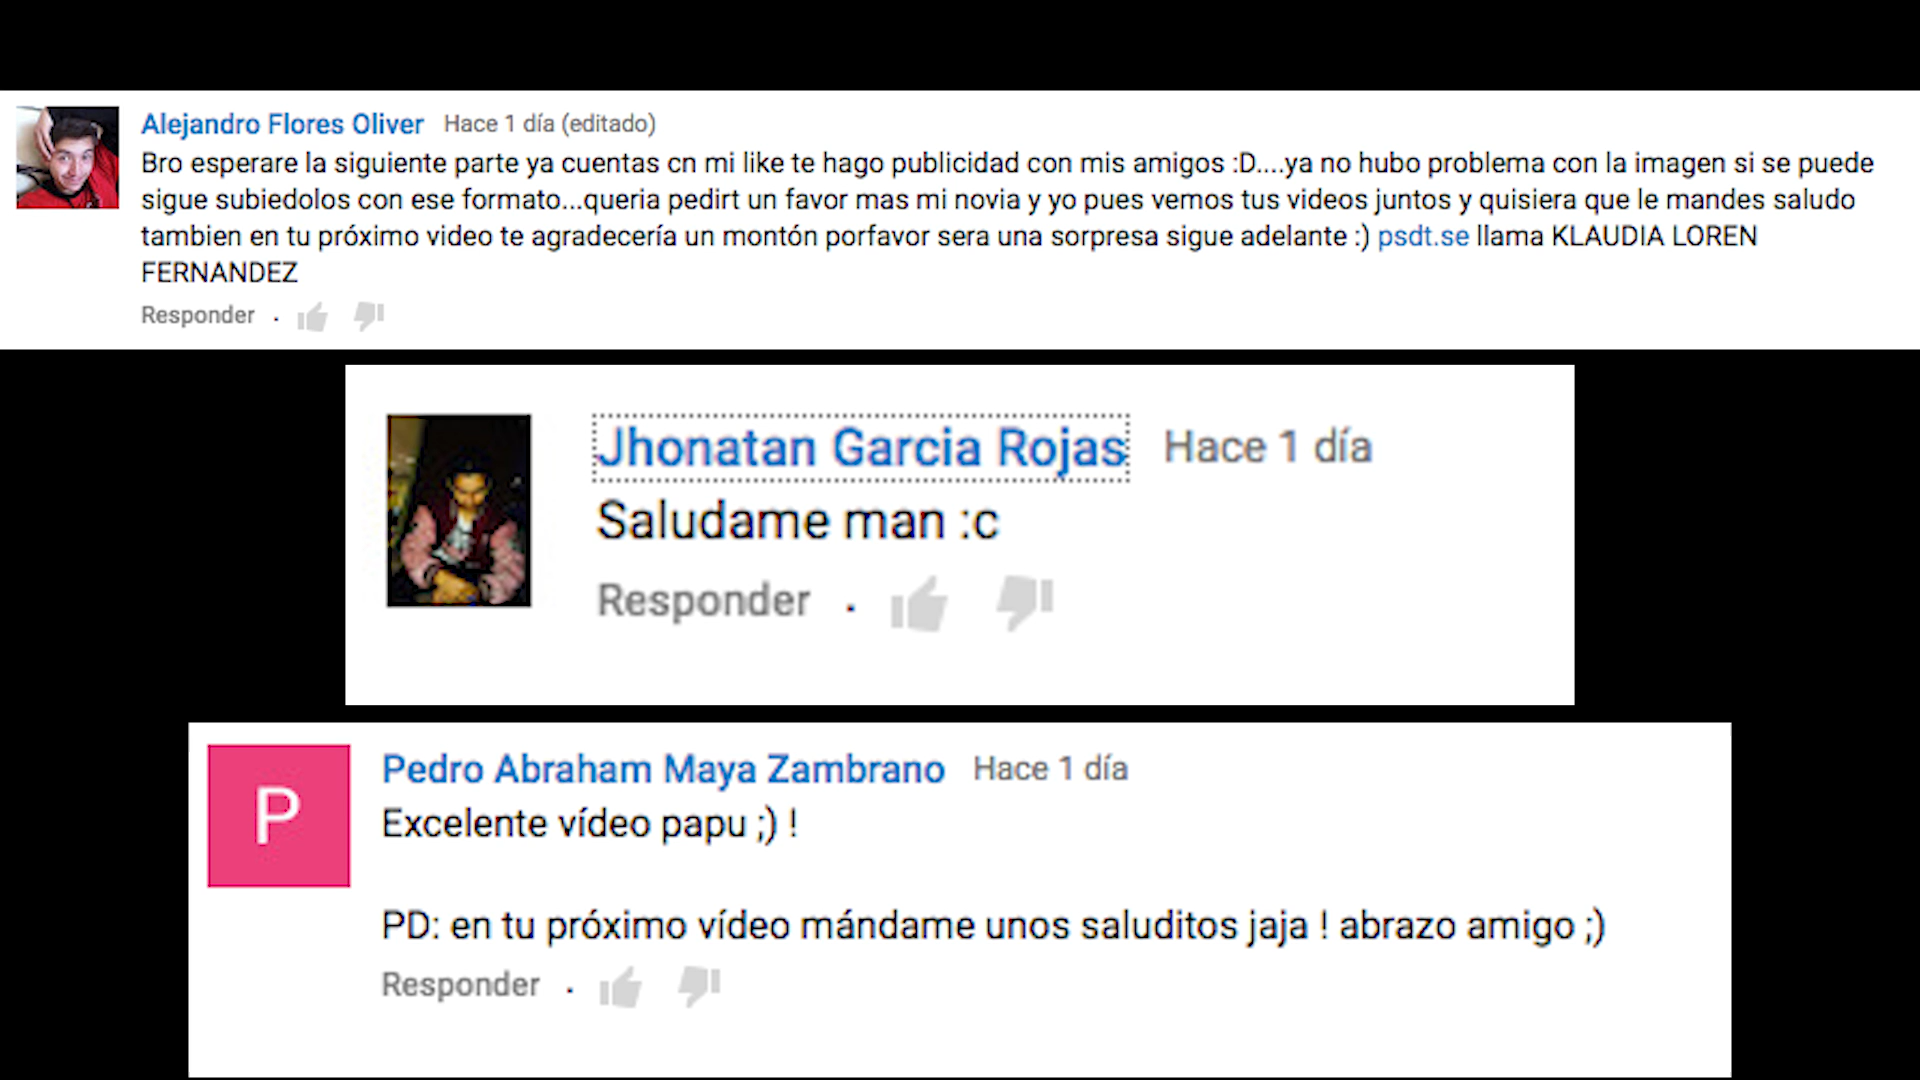 Alejandro Flores Oliver Hace 1 día (editado)
Bro esperare la siguiente parte ya cuentas cn mi like te hago publicidad con mis amigos :D....ya no hubo problema con la imagen si se puede
sigue subiedolos con ese formato...queria pedirt un favor mas mi novia y yo pues vemos tus videos juntos y quisiera que le mandes saludo
tambien en tu próximo video te agradecería un montón porfavor sera una sorpresa sigue adelante :) psdt.se llama KLAUDIA LOREN
FERNANDEZ
Responder .
Jhonatan Garcia Rojas Hace 1 día
Saludame man :c
Responder .
P
Pedro Abraham Maya Zambrano Hace 1 día
Excelente vídeo papu ;) !
PD: en tu próximo vídeo mándame unos saluditos jaja ! abrazo amigo ;)
Responder .